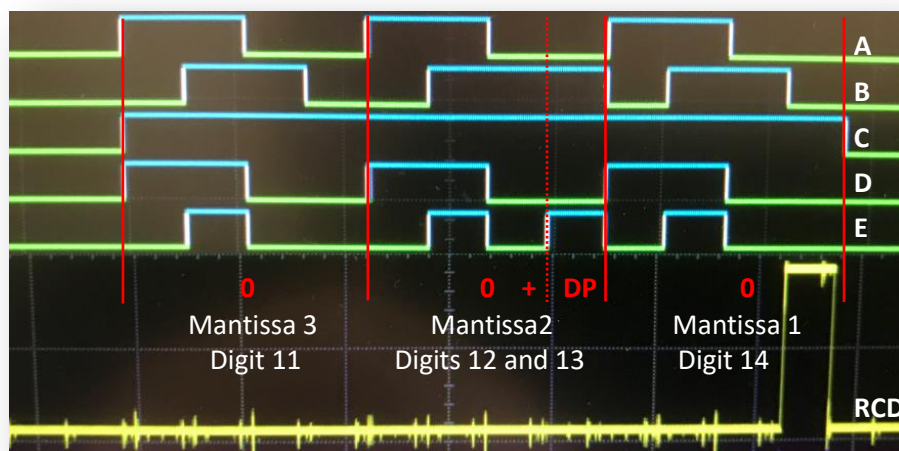 A
B
C
D
E
0 0 + DP 0
Mantissa 3 Mantissa2 Mantissa 1
Digit 11 Digits 12 and 13 Digit 14
RCD